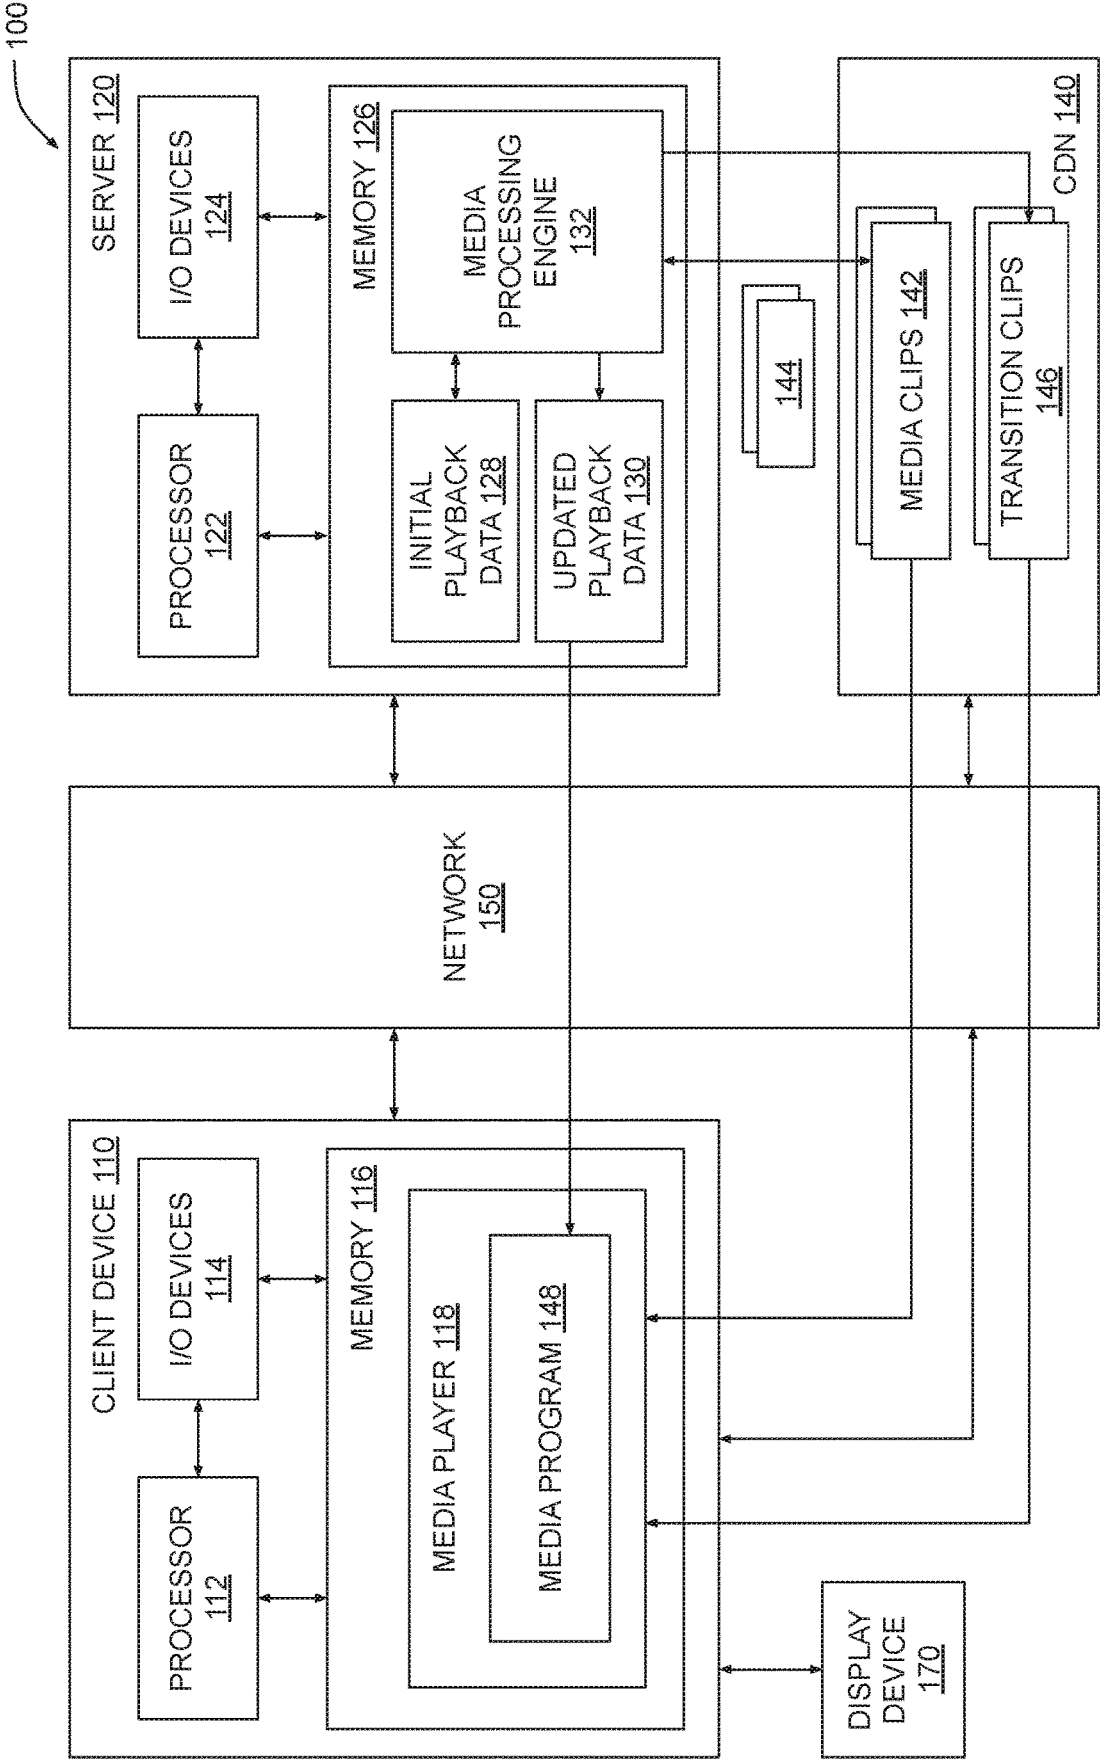 100
CLIENT DEVICE 110
PROCESSOR
112
I/O DEVICES
114
MEMORY 116
MEDIA PLAYER 118
MEDIA PROGRAM 148
DISPLAY
DEVICE
170
NETWORK
150
SERVER 120
PROCESSOR
122
I/O DEVICES
124
MEMORY 126
INITIAL
PLAYBACK
DATA 128
UPDATED
PLAYBACK
DATA 130
MEDIA
PROCESSING
ENGINE
132
144
MEDIA CLIPS 142
TRANSITION CLIPS
146
CDN 140